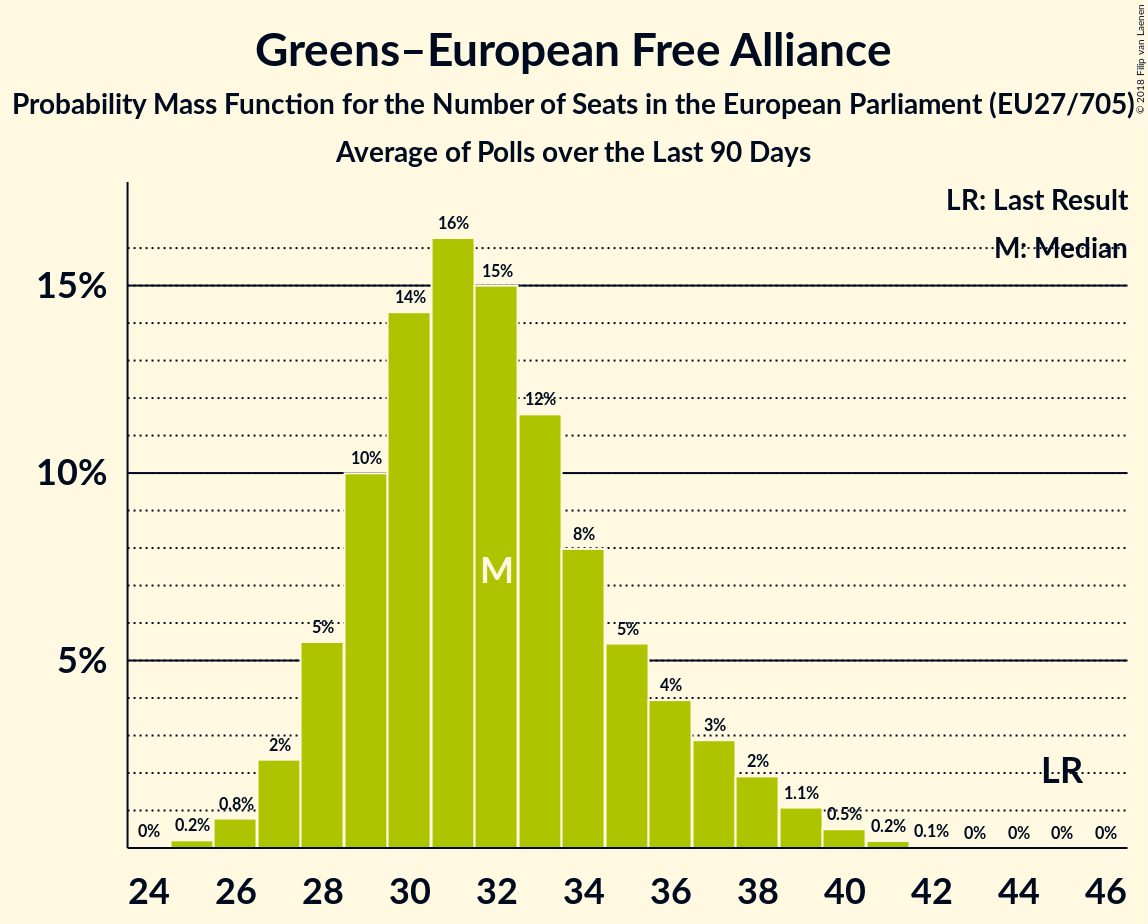 Greens–European Free Alliance
Probability Mass Function for the Number of Seats in the European Parliament (EU27/705)
Average of Polls over the Last 90 Days
© 2018 Filip van Laenen
LR: Last Result
M: Median
15%
10%
5%
0%
0.2%
0.8%
2%
5%
10%
14%
16%
15%
12%
8%
5%
4%
3%
2%
1.1%
0.5%
0.2%
0.1%
0%
0%
0%
0%
M
LR
24 26 28 30 32 34 36 38 40 42 44 46